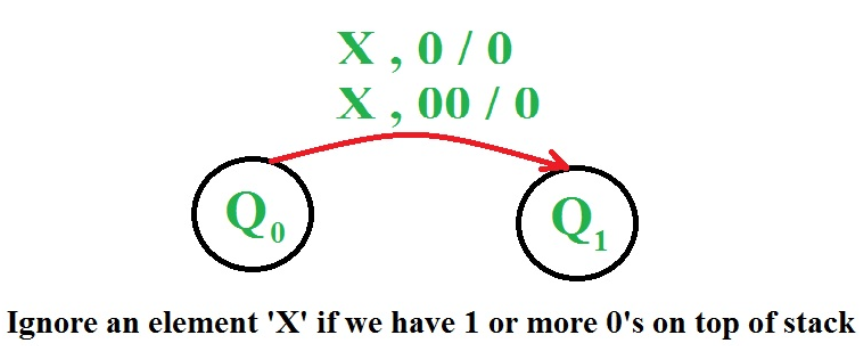 X , 0 / 0
X , 00 / 0
Q0
Q1
Ignore an element 'X' if we have 1 or more 0's on top of stack